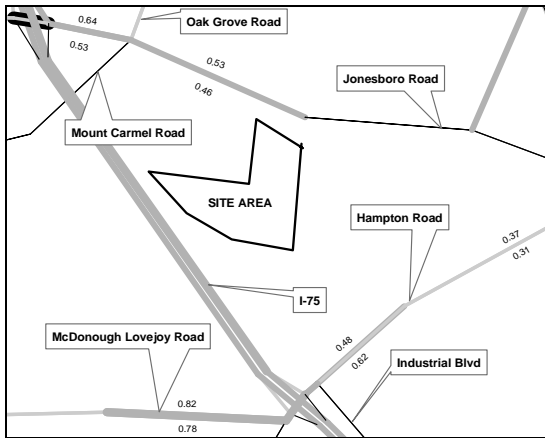 0.64
Oak Grove Road
0.53
0.53
Jonesboro Road
0.46
Mount Carmel Road
SITE AREA
Hampton Road
0.37
0.31
I-75
McDonough Lovejoy Road
0.48
0.62
Industrial Blvd
0.82
0.78